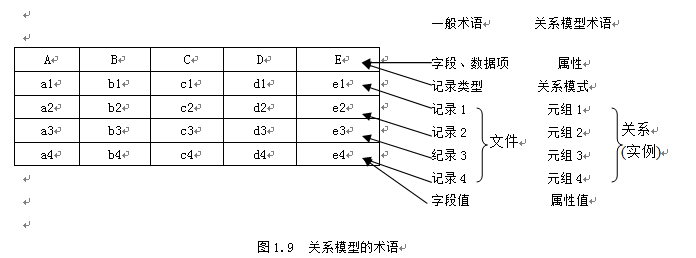 一般术语 关系模型术语
A B C D E 字段、数据项 属性
记录类型 关系模式
a1 b1 c1 d1 e1 记录 1 元组 1
a2 b2 c2 d2 e2 记录 2 元组 2
a3 b3 c3 d3 e3 纪录 3 元组 3
a4 b4 c4 d4 e4 记录 4 元组 4
文件 关系
(实例)
字段值 属性值
图 1.9 关系模型的术语